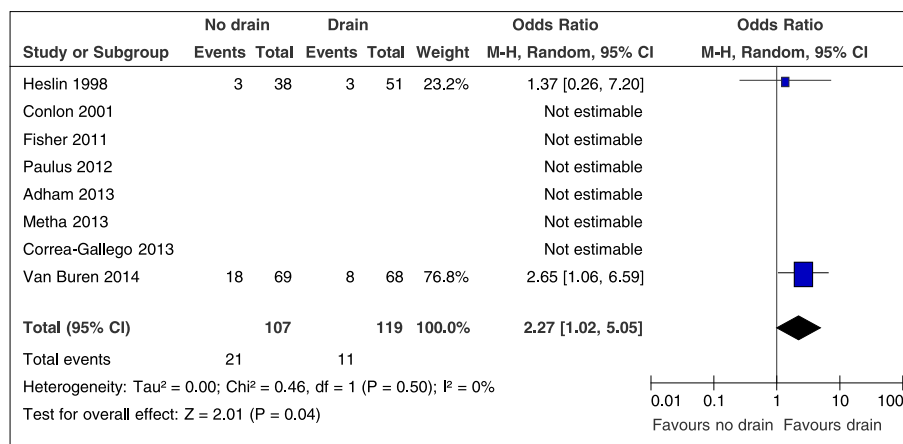 No drain Drain Odds Ratio Odds Ratio
Study or Subgroup Events Total Events Total Weight M-H, Random, 95% CI M-H, Random, 95% CI
Heslin 1998 3 38 3 51 23.2% 1.37 [0.26, 7.20]
Conlon 2001 Not estimable
Fisher 2011 Not estimable
Paulus 2012 Not estimable
Adham 2013 Not estimable
Metha 2013 Not estimable
Correa-Gallego 2013 Not estimable
Van Buren 2014 18 69 8 68 76.8% 2.65 [1.06, 6.59]
Total (95% CI) 107 119 100.0% 2.27 [1.02, 5.05]
Total events 21 11
Heterogeneity: Tau² = 0.00; Chi² = 0.46, df = 1 (P = 0.50); I² = 0%
Test for overall effect: Z = 2.01 (P = 0.04)
0.01 0.1 1 10 100
Favours no drain Favours drain